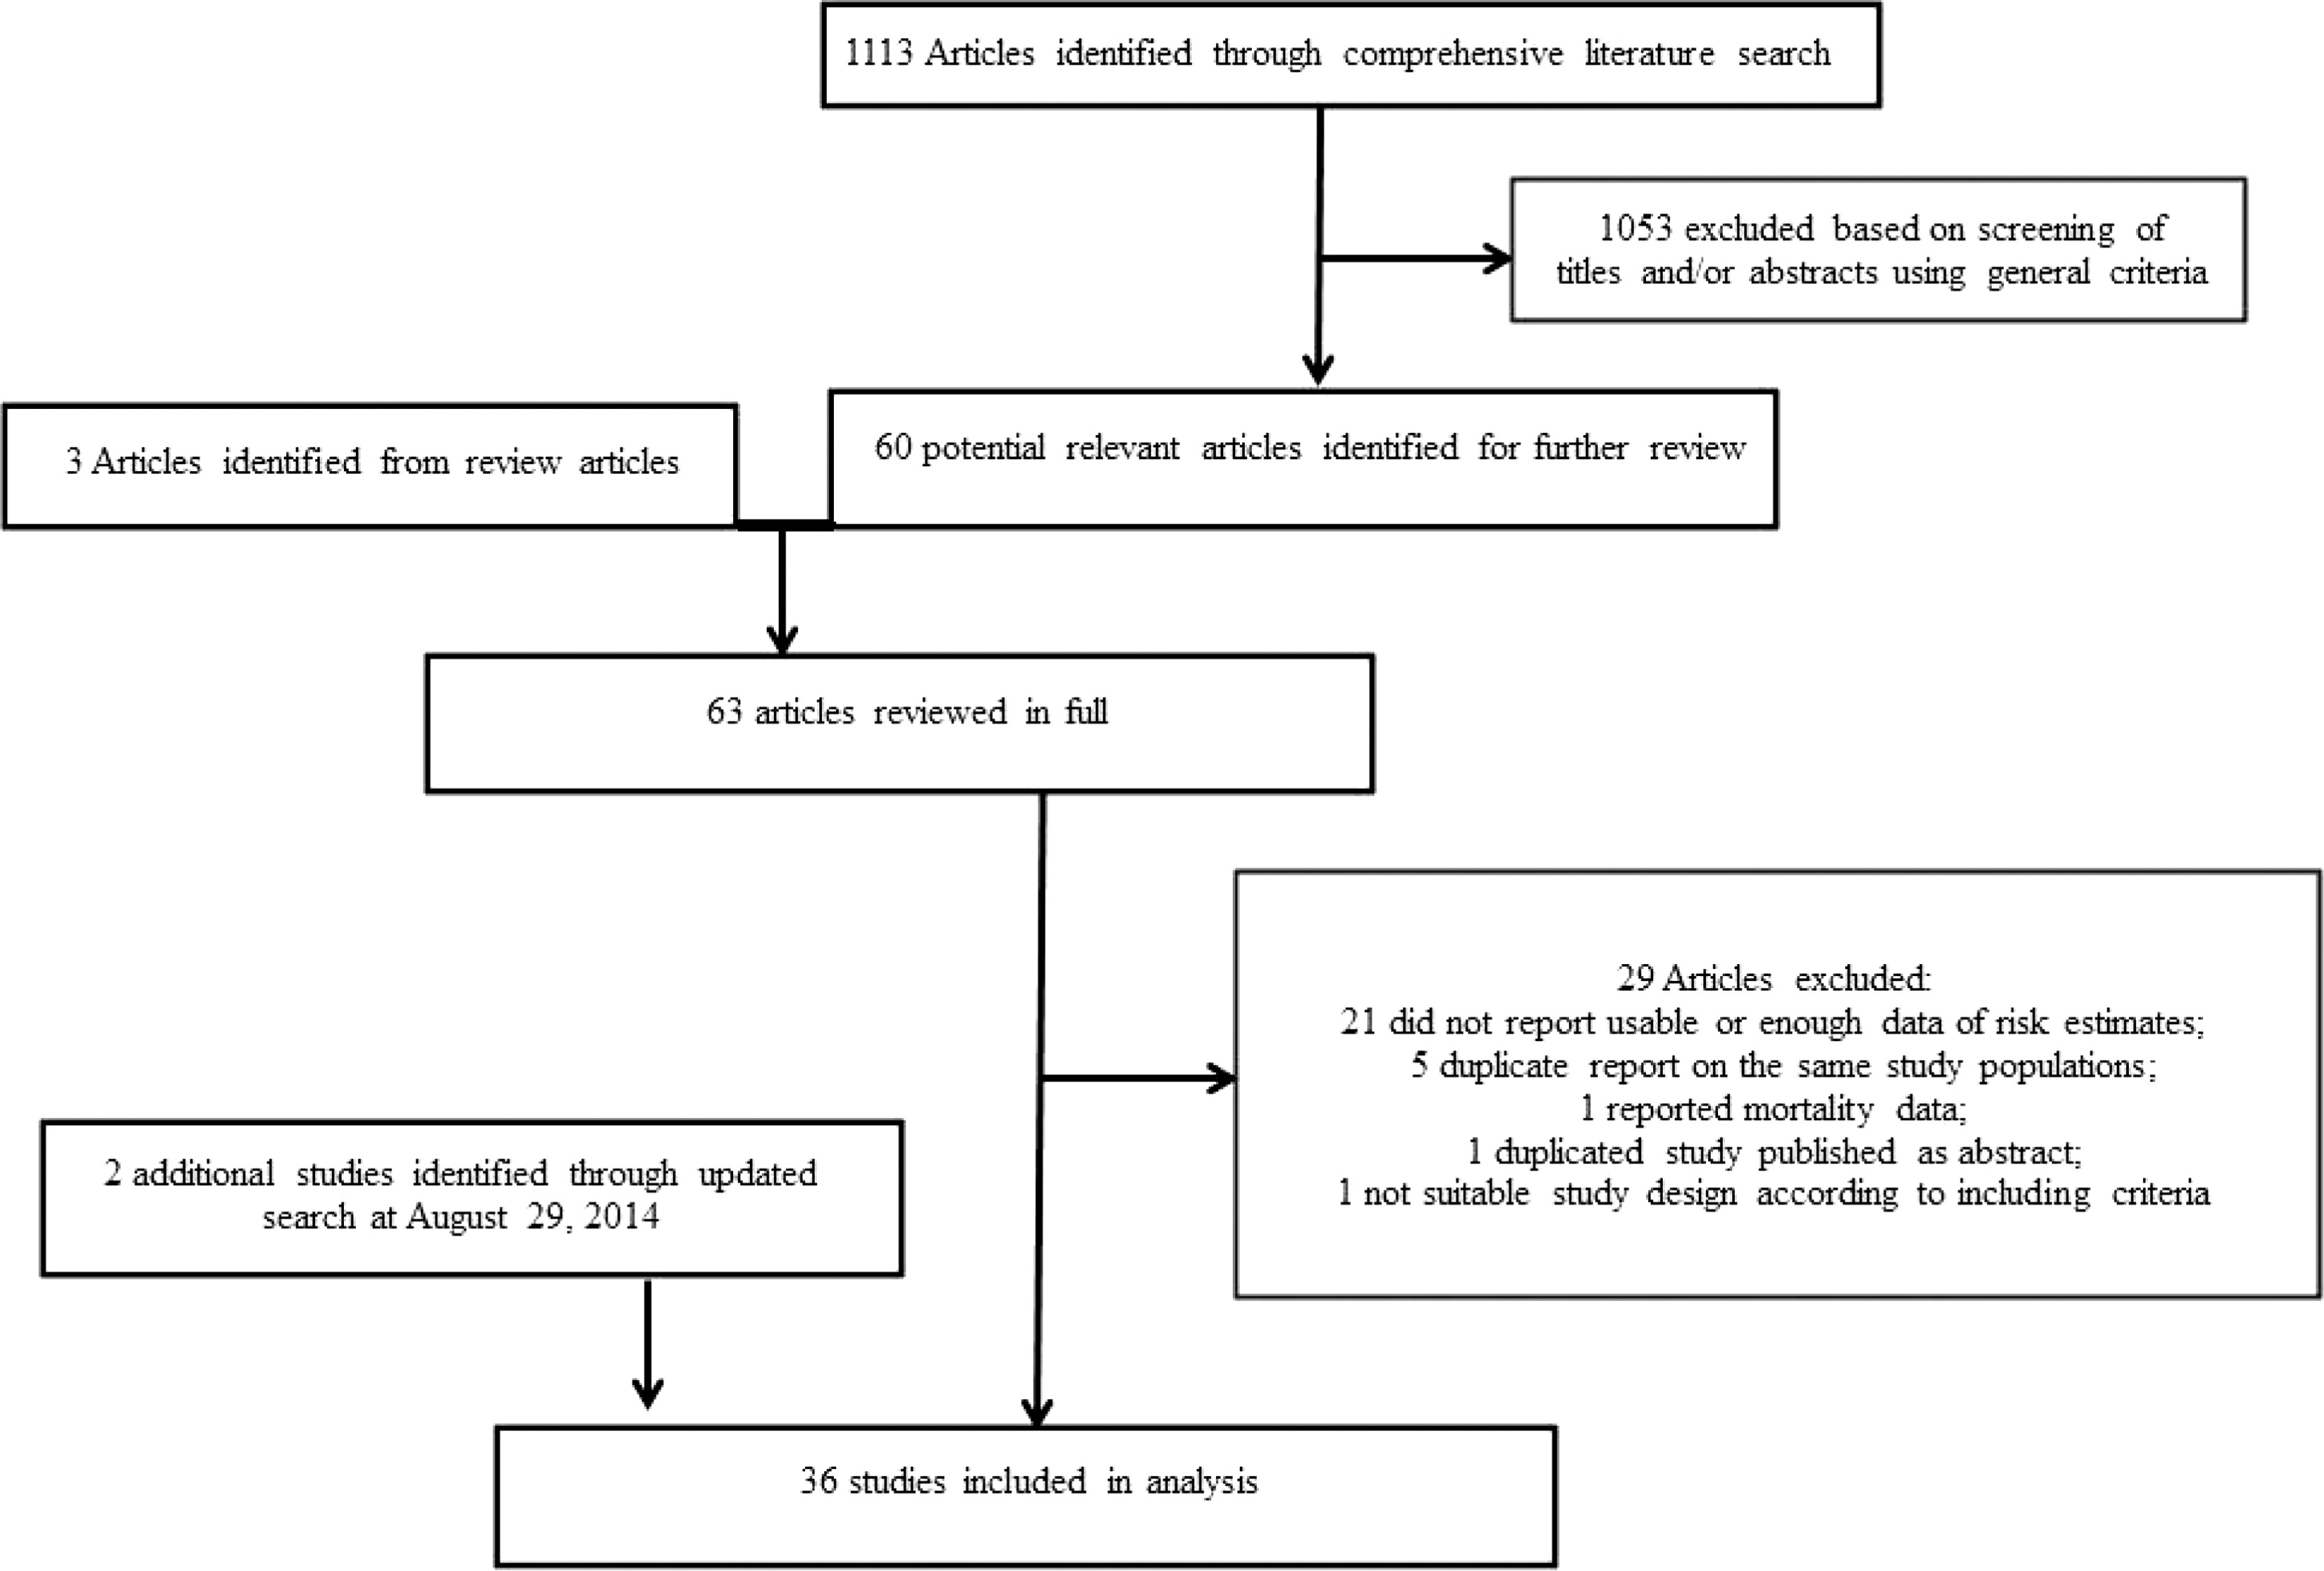 1113 Articles identified through comprehensive literature search
1053 excluded based on screening of
titles and/or abstracts using general criteria
3 Articles identified from review articles
60 potential relevant articles identified for further review
63 articles reviewed in full
29 Articles excluded:
21 did not report usable or enough data of risk estimates;
5 duplicate report on the same study populations;
1 reported mortality data;
1 duplicated study published as abstract;
1 not suitable study design according to including criteria
2 additional studies identified through updated
search at August 29, 2014
36 studies included in analysis